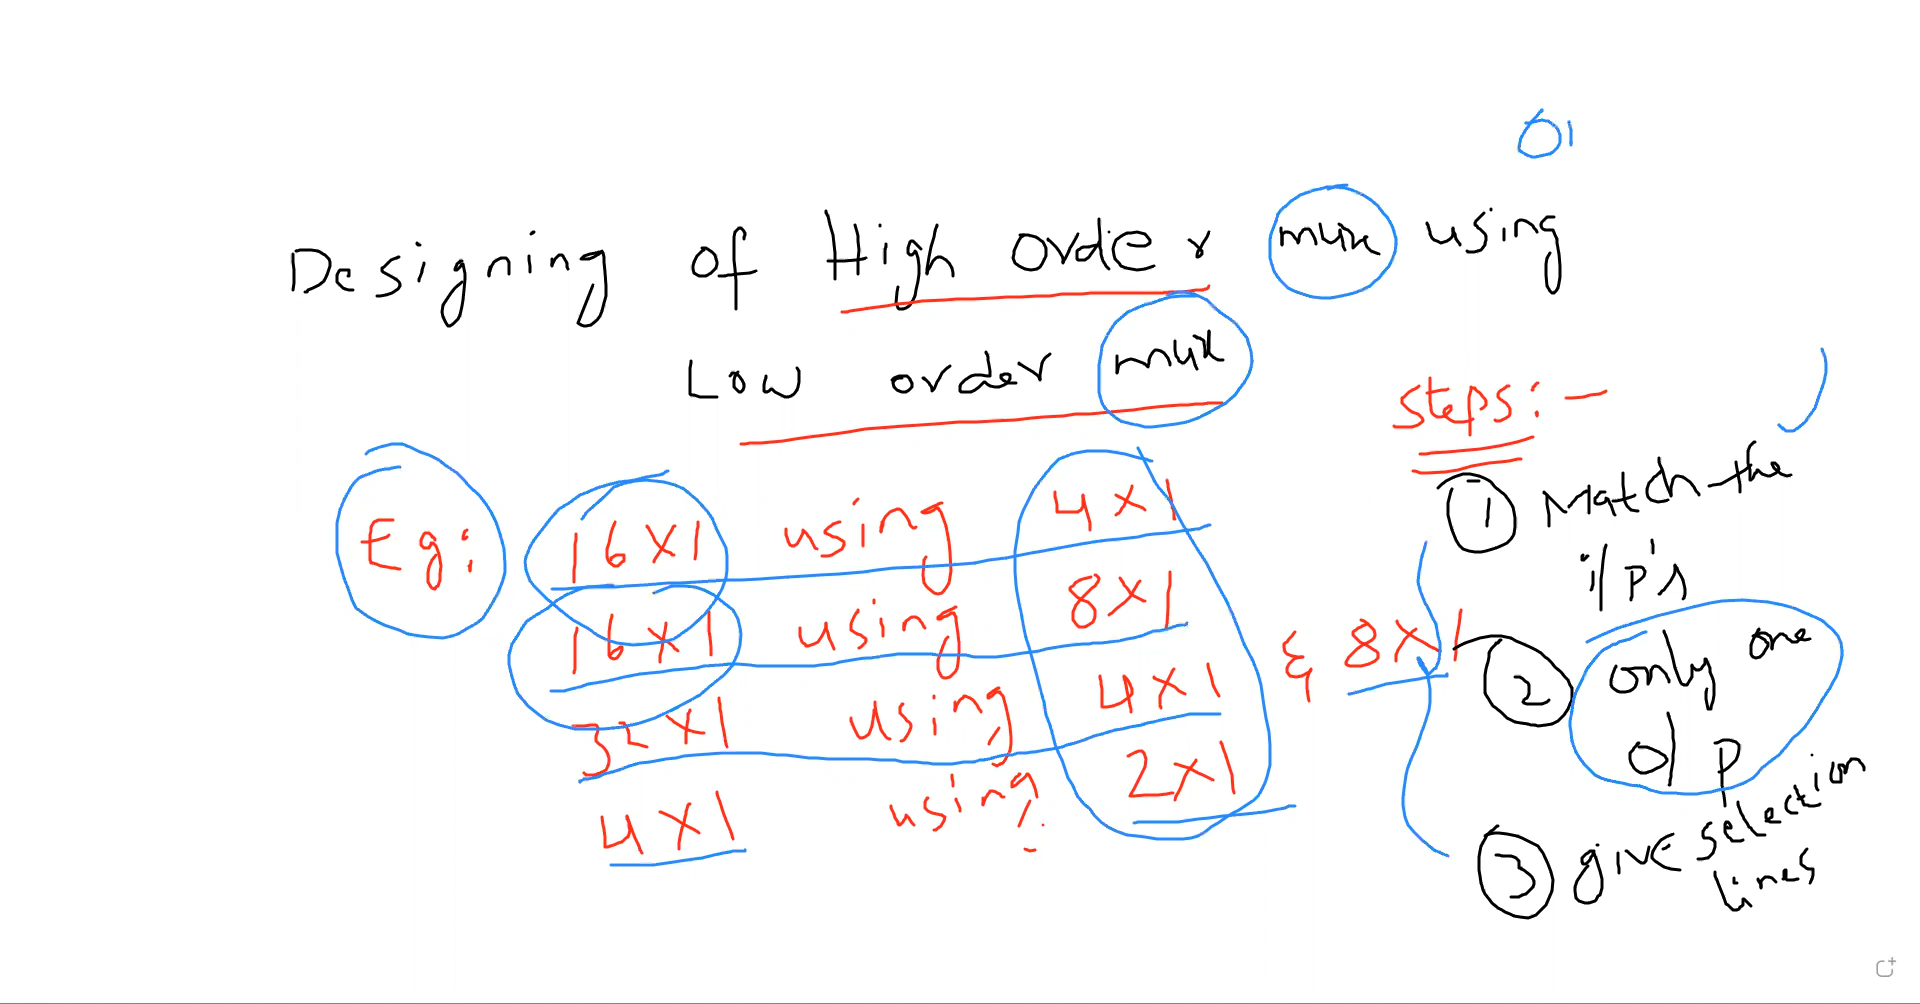 01
Designing of High order mux using
Low order mux
Eg: 16x1 using 4x1
16x1 using 8x1
32x1 using 4x1 & 8x1
4x1 using 2x1
Steps:-
1 Match the
i/p's
2 only one
o/p
3 give selection
lines